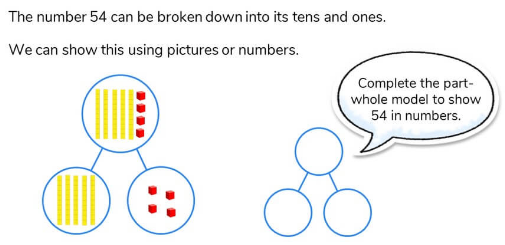 The number 54 can be broken down into its tens and ones.
We can show this using pictures or numbers.
Complete the part-
whole model to show
54 in numbers.